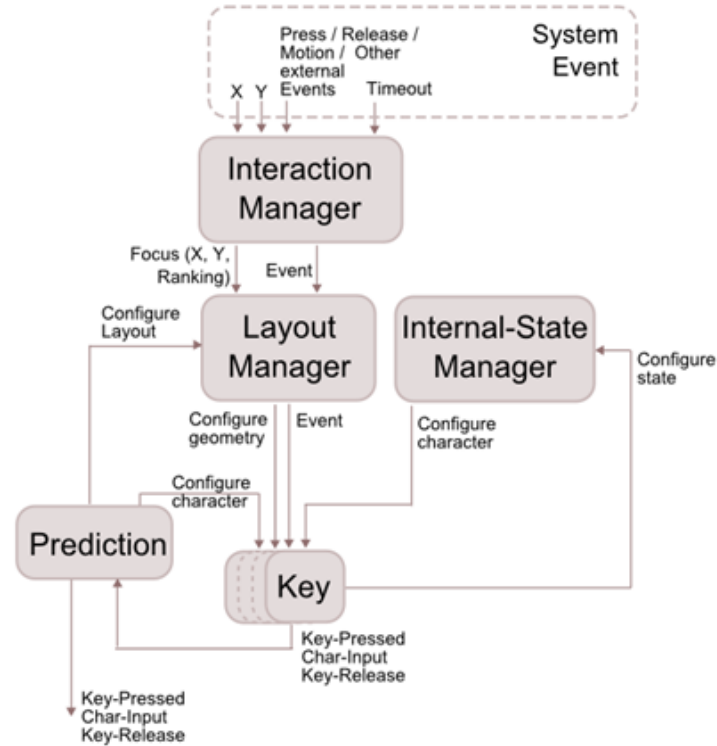 Press / Release /
Motion / Other
external
Events
System
Event
X
Y
Timeout
Interaction
Manager
Focus (X, Y,
Ranking)
Event
Configure
Layout
Layout
Manager
Internal-State
Manager
Configure
state
Configure
geometry
Event
Configure
character
Configure
character
Prediction
Key
Key-Pressed
Char-Input
Key-Release
Key-Pressed
Char-Input
Key-Release